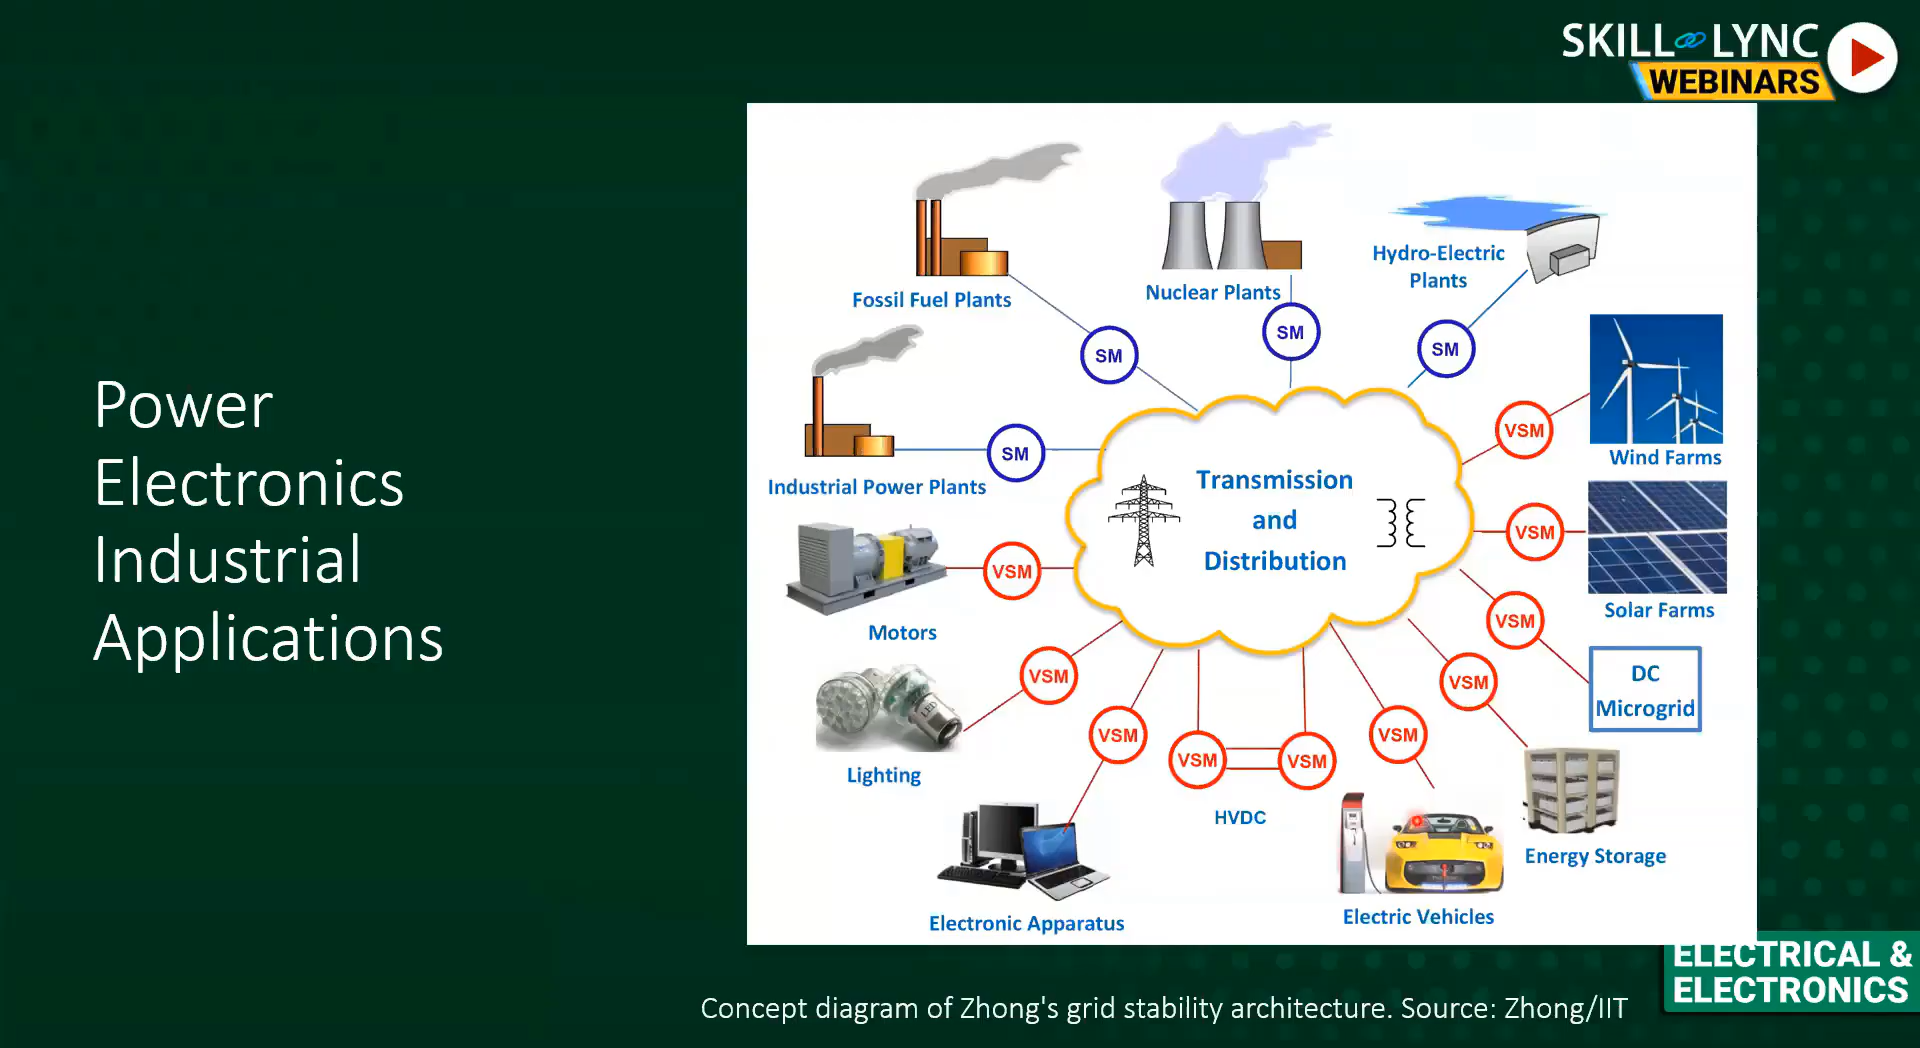 SKILL LYNC
WEBINARS
Power
Electronics
Industrial
Applications
Fossil Fuel Plants
Nuclear Plants
Hydro-Electric
Plants
SM
SM
SM
Industrial Power Plants
SM
VSM
Wind Farms
Transmission
and
Distribution
VSM
Solar Farms
Motors
VSM
VSM
DC
Microgrid
Lighting
LED
VSM
VSM
Energy Storage
VSM
Electronic Apparatus
VSM
VSM
HVDC
VSM
Electric Vehicles
ELECTRICAL &
ELECTRONICS
Concept diagram of Zhong's grid stability architecture. Source: Zhong/IIT